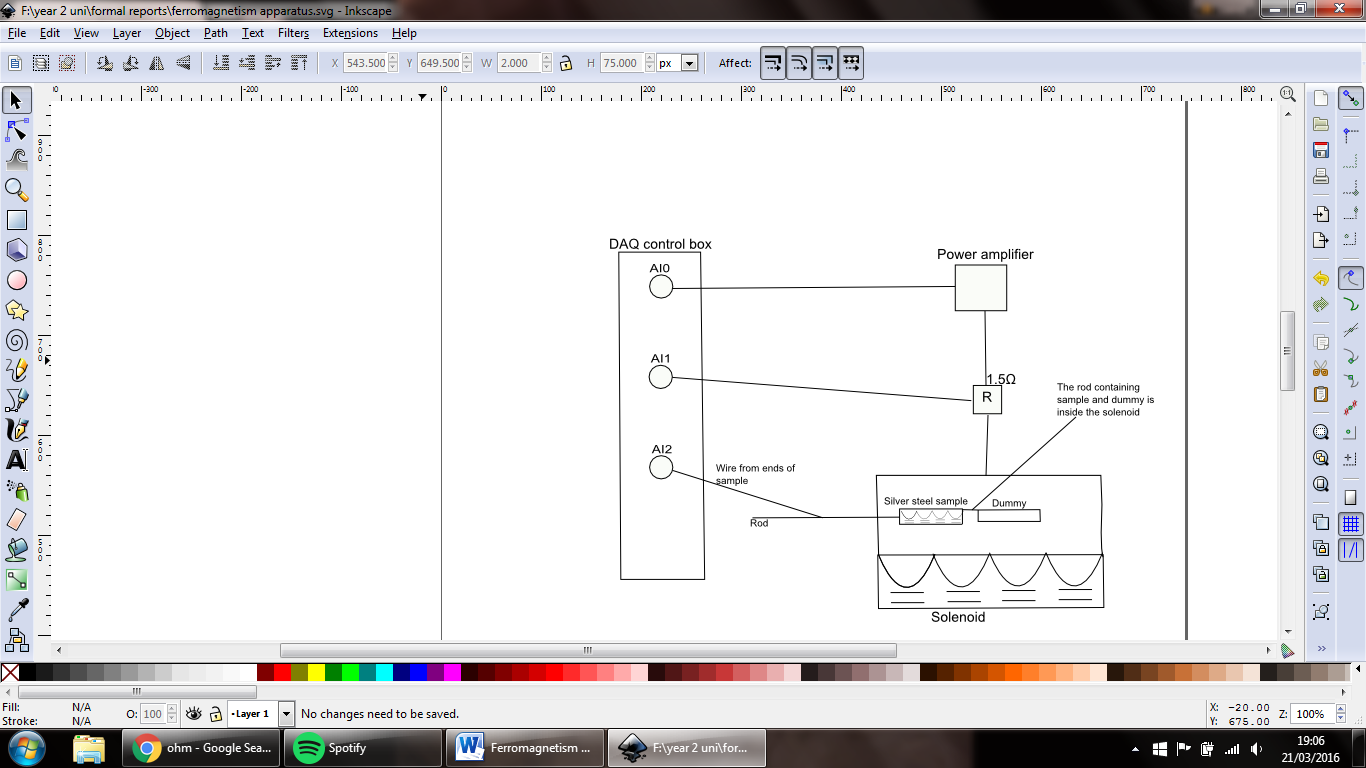 F:\year 2 uni\formal reports\ferromagnetism apparatus.svg - Inkscape
File Edit View Layer Object Path Text Filters Extensions Help
X 543.500 Y 649.500 W 2.000 H 75.000 px Affect:
-300 -200 -100 0 100 200 300 400 500 600 700 800
1:1
900
800
700
600
500
DAQ control box
Power amplifier
AI0
AI1
1.5Ω
R
The rod containing
sample and dummy is
inside the solenoid
AI2
Wire from ends of
sample
Silver steel sample
Dummy
Rod
Solenoid
Fill: N/A
Stroke: N/A
O: 100
Layer 1
No changes need to be saved.
X: -20.00
Y: 675.00
Z: 100%
ohm - Google Sea...
Spotify
Ferromagnetism ...
F:\year 2 uni\for...
19:06
21/03/2016